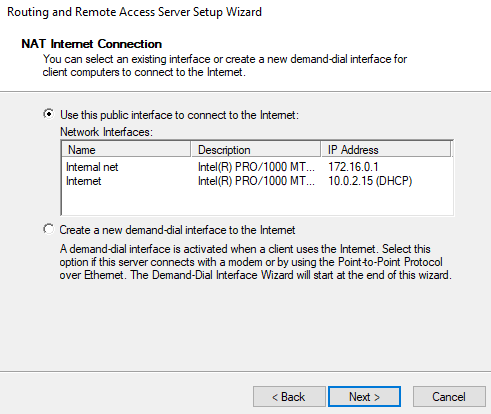 Routing and Remote Access Server Setup Wizard
NAT Internet Connection
You can select an existing interface or create a new demand-dial interface for
client computers to connect to the Internet.
Use this public interface to connect to the Internet:
Network Interfaces:
Name Description IP Address
Internal net Intel(R) PRO/1000 MT... 172.16.0.1
Internet Intel(R) PRO/1000 MT... 10.0.2.15 (DHCP)
Create a new demand-dial interface to the Internet
A demand-dial interface is activated when a client uses the Internet. Select this
option if this server connects with a modem or by using the Point-to-Point Protocol
over Ethernet. The Demand-Dial Interface Wizard will start at the end of this wizard.
< Back Next > Cancel